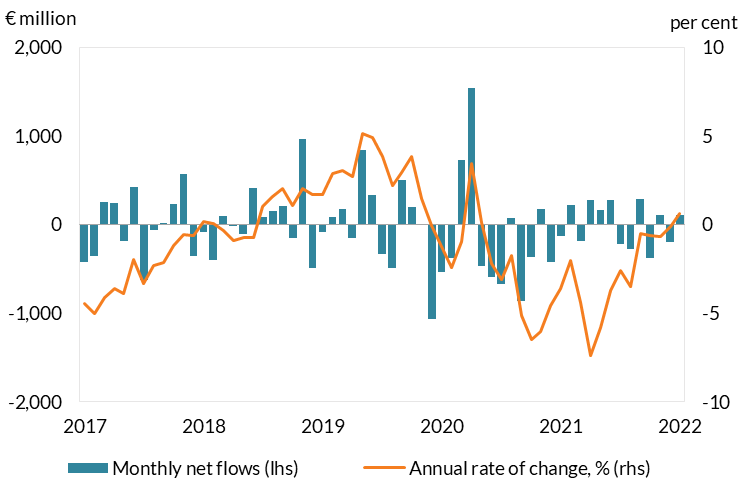 € million
per cent
2,000 10
1,000 5
0 0
-1,000 -5
-2,000 -10
2017 2018 2019 2020 2021 2022
Monthly net flows (lhs) Annual rate of change, % (rhs)